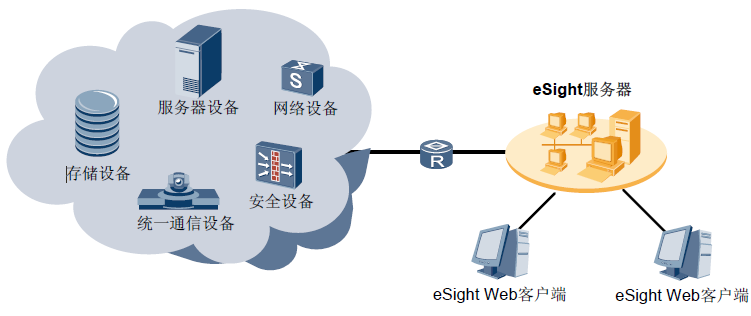 服务器设备
网络设备
存储设备
安全设备
统一通信设备
S
R
eSight服务器
eSight Web客户端
eSight Web客户端